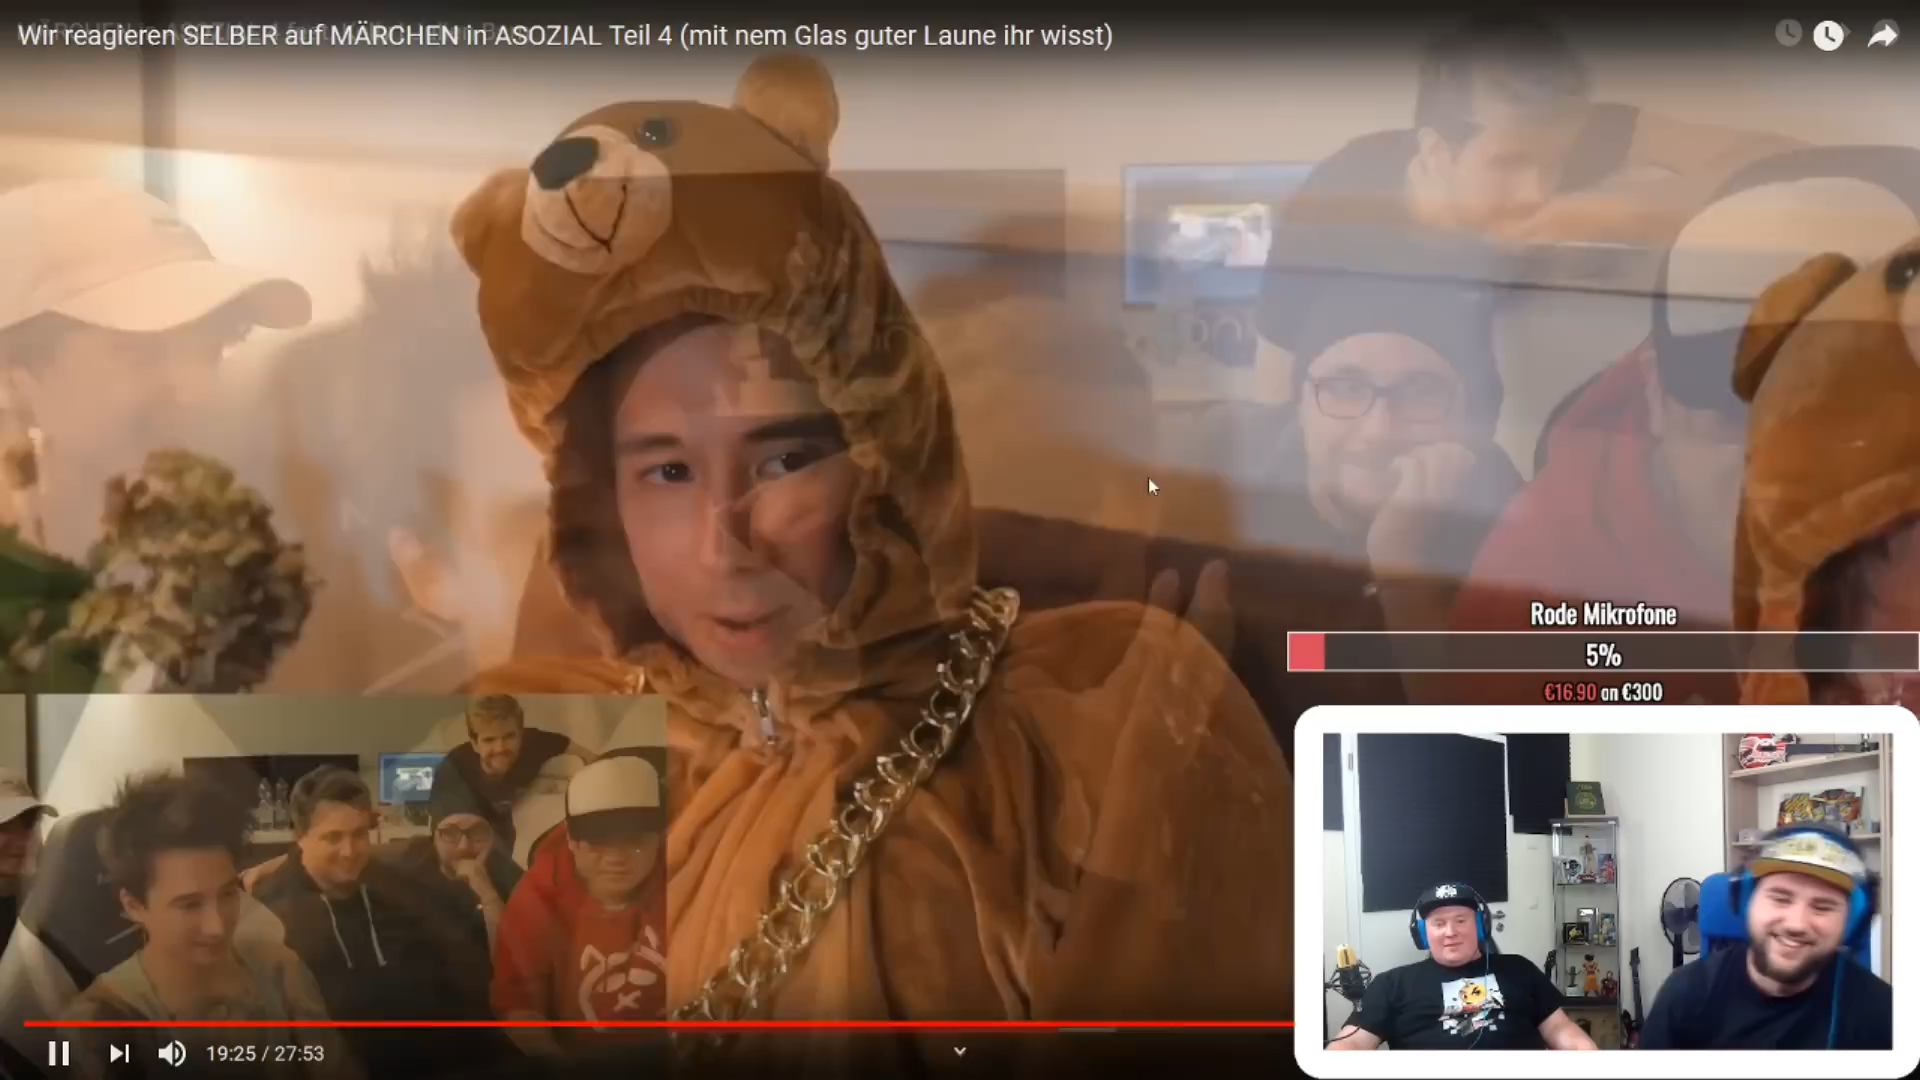 Wir reagieren SELBER auf MÄRCHEN in ASOZIAL Teil 4 (mit nem Glas guter Laune ihr wisst)
Rode Mikrofone
5%
€16.90 an €300
19:25 / 27:53